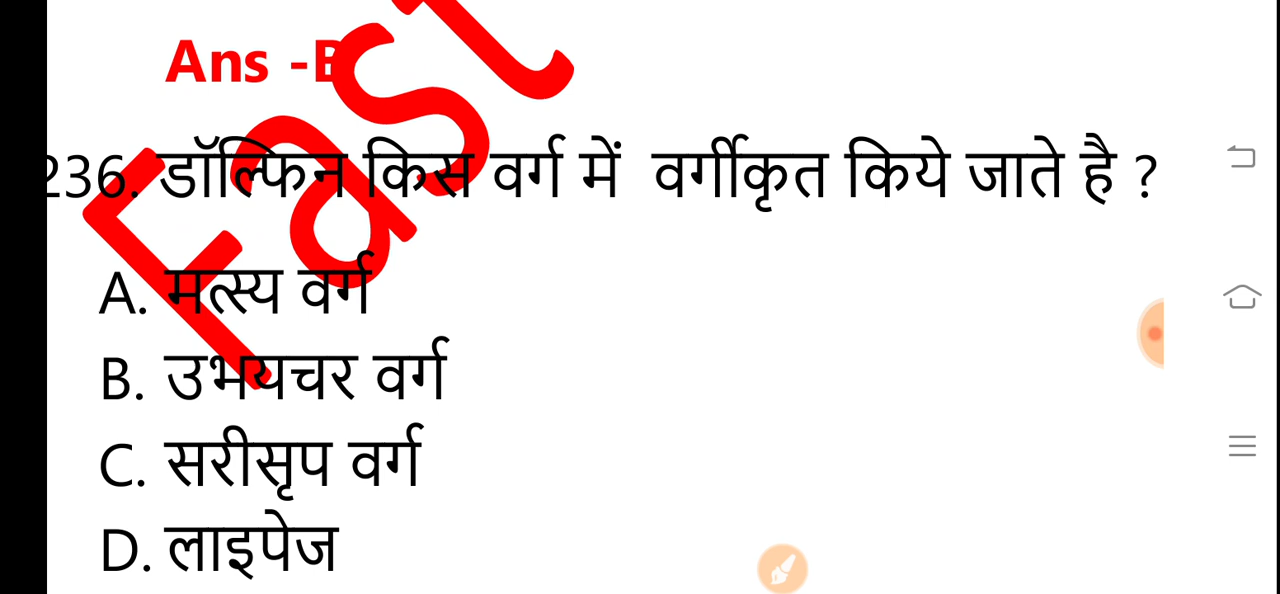 Ans -B
Fast
236. डॉल्फिन किस वर्ग में वर्गीकृत किये जाते है ?
A. मत्स्य वर्ग
B. उभयचर वर्ग
C. सरीसृप वर्ग
D. लाइपेज